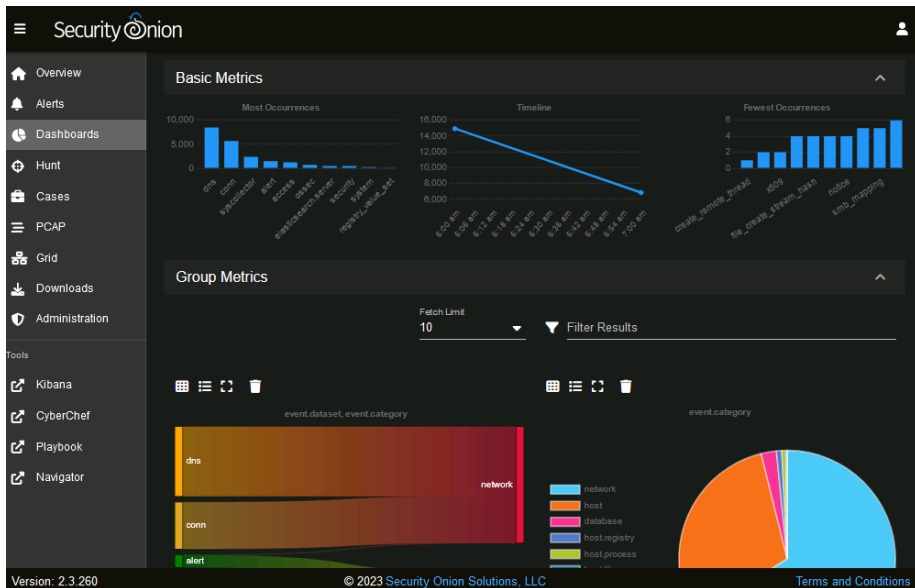 Security Onion
Overview
Alerts
Dashboards
Hunt
Cases
PCAP
Grid
Downloads
Administration
Tools
Kibana
CyberChef
Playbook
Navigator
Basic Metrics
Most Occurrences
10,000
5,000
0
dns
conn
syscollector
alert
access
ossec
elasticsearch.server
security
system
registry_value_set
Timeline
16,000
14,000
12,000
10,000
8,000
6,000
6:00 am
6:06 am
6:12 am
6:18 am
6:24 am
6:30 am
6:36 am
6:42 am
6:48 am
6:54 am
7:00 am
Fewest Occurrences
6
4
2
0
create_remote_thread
x509
file_create_stream_hash
notice
smb_mapping
Group Metrics
Fetch Limit
10
Filter Results
event.dataset, event.category
dns
conn
alert
network
event.category
network
host
database
host,registry
host,process
Version: 2.3.260
© 2023 Security Onion Solutions, LLC
Terms and Conditions